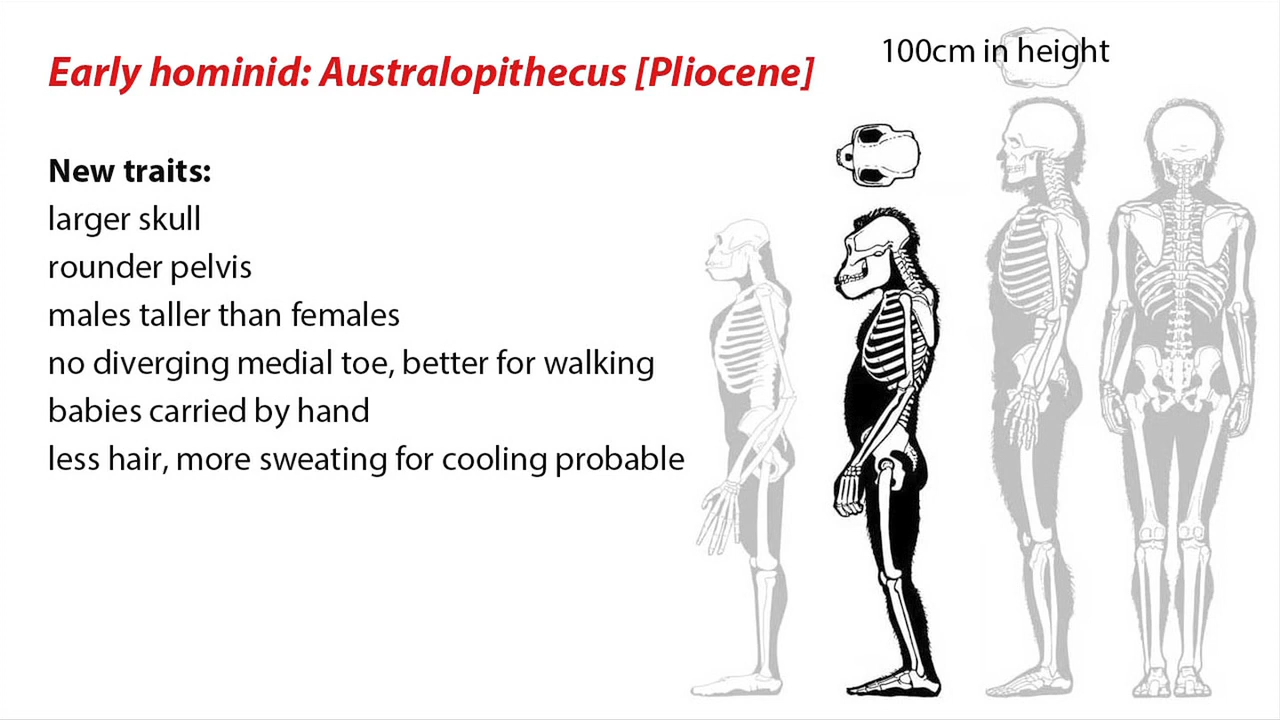 Early hominid: Australopithecus [Pliocene]
100cm in height
New traits:
larger skull
rounder pelvis
males taller than females
no diverging medial toe, better for walking
babies carried by hand
less hair, more sweating for cooling probable